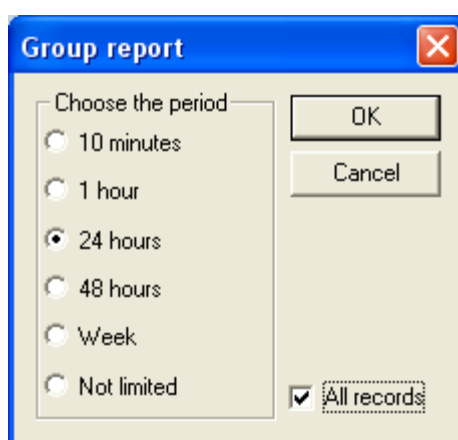 Group report
Choose the period
10 minutes
1 hour
24 hours
48 hours
Week
Not limited
OK
Cancel
All records